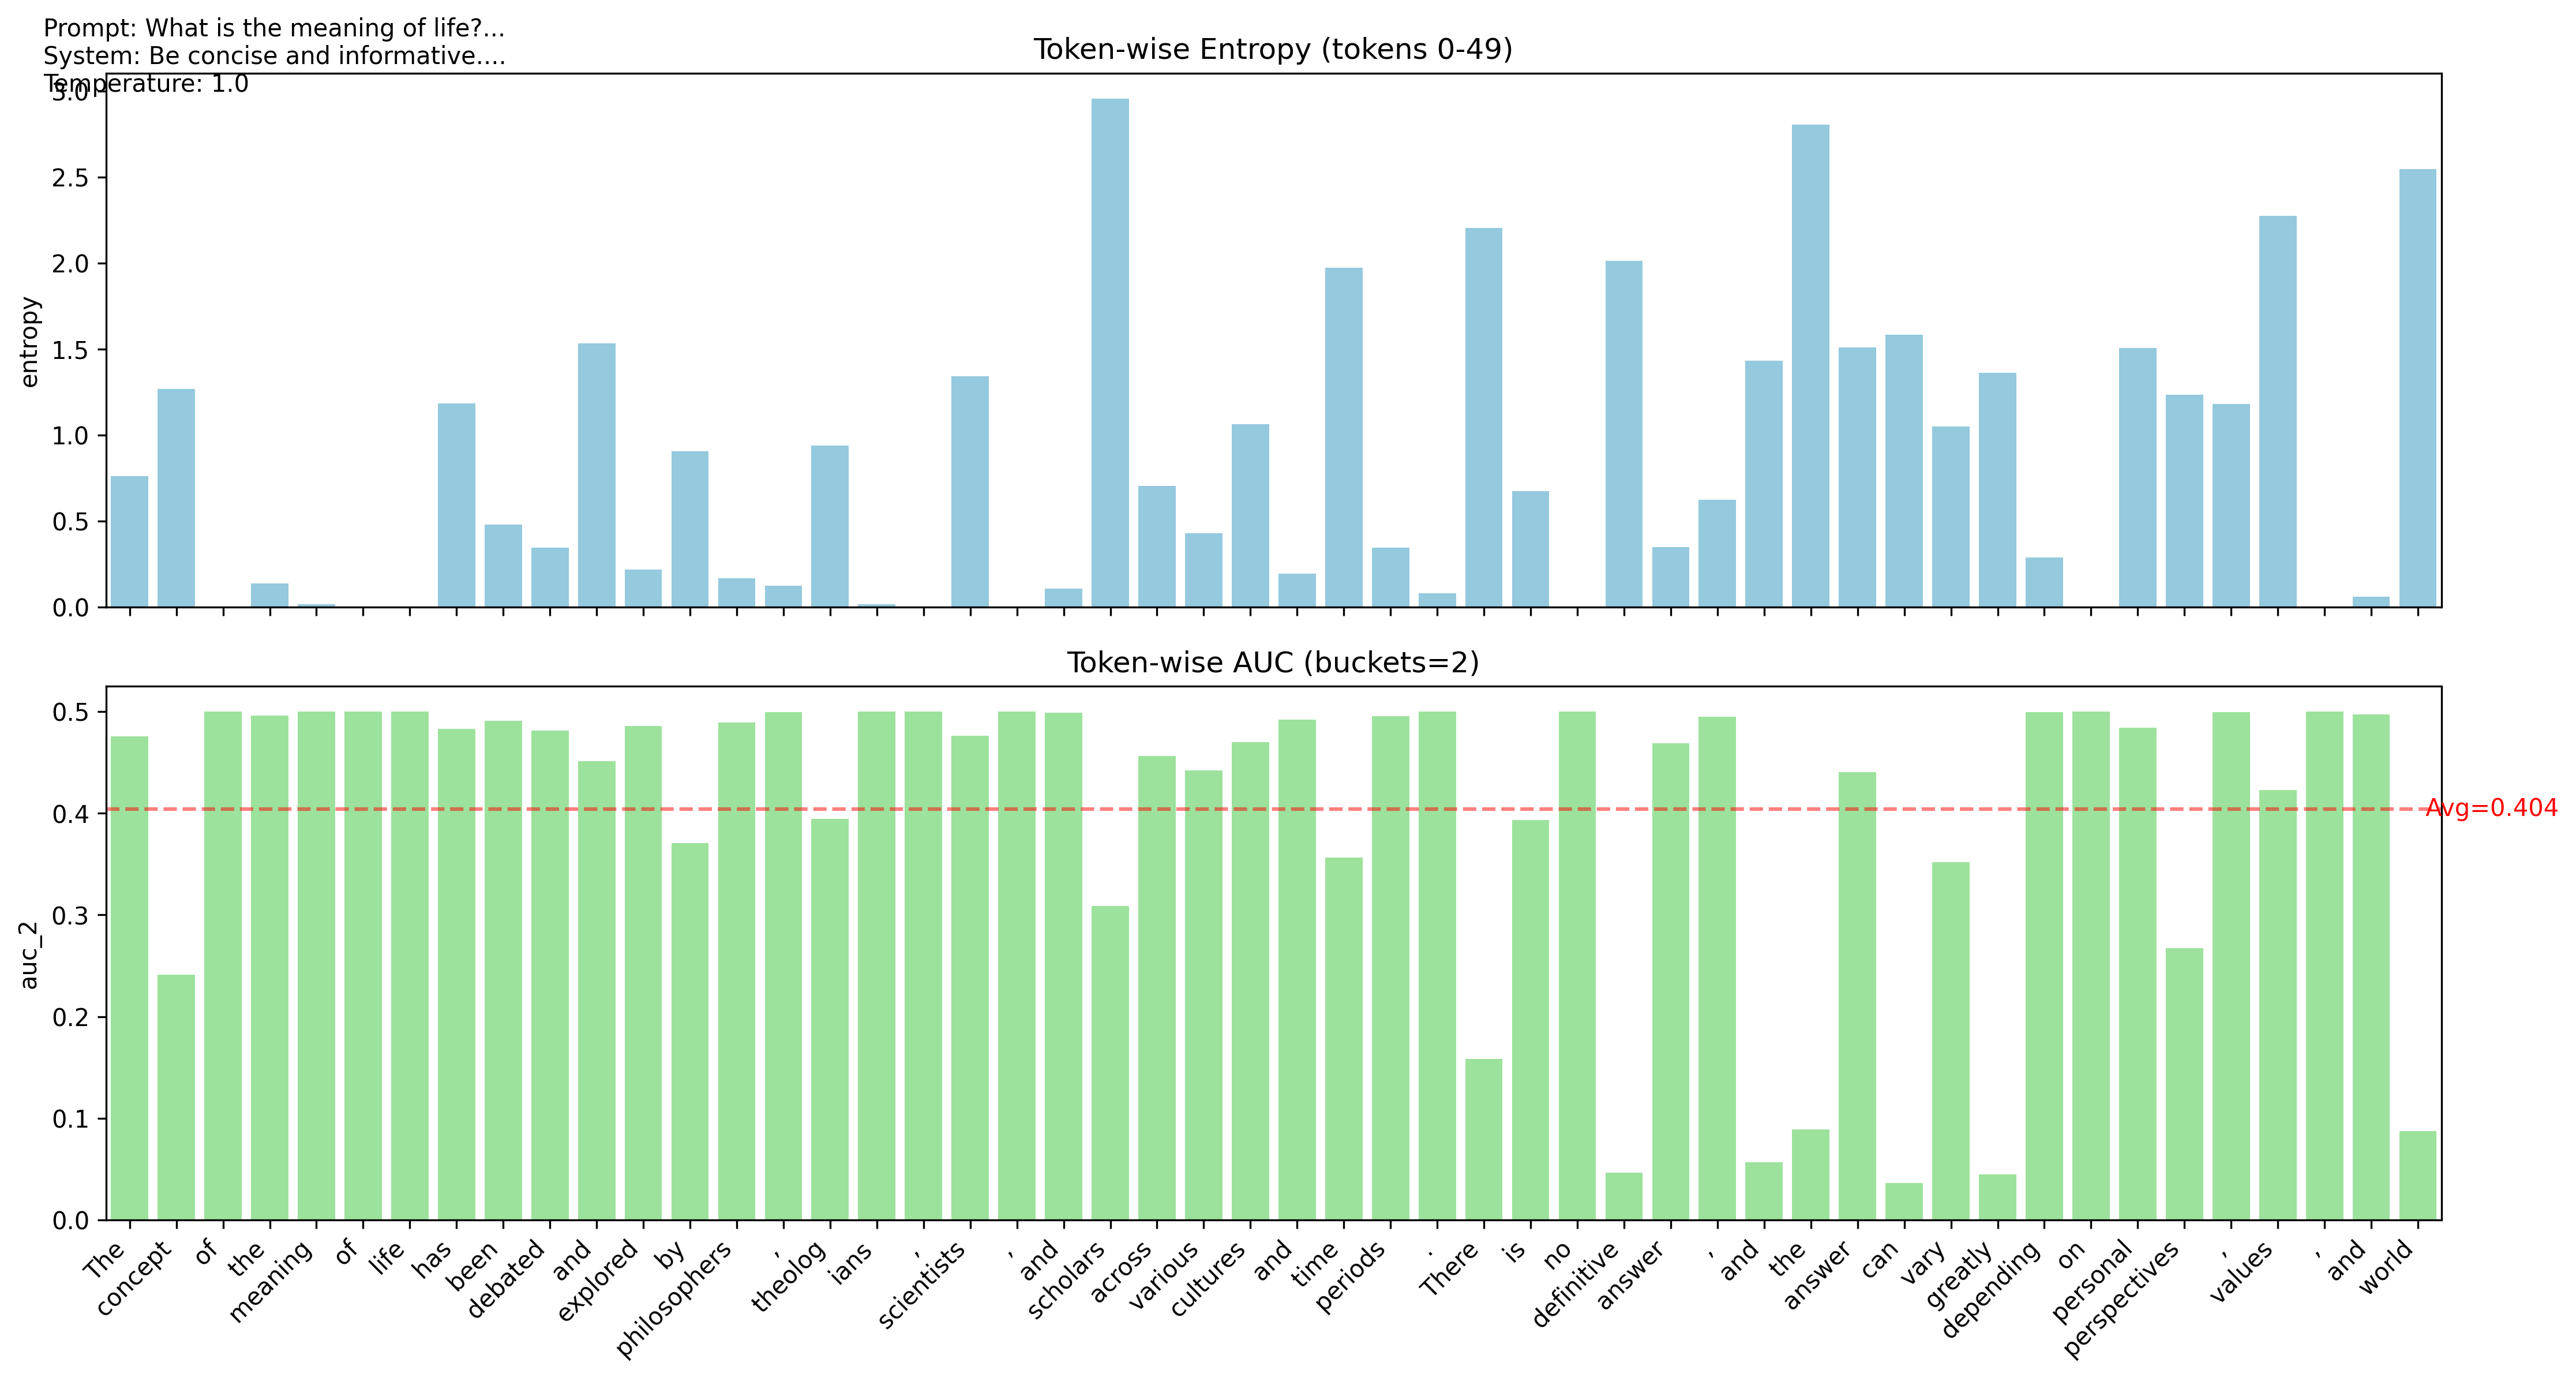 Prompt: What is the meaning of life?...
System: Be concise and informative....
Temperature: 1.0
Token-wise Entropy (tokens 0-49)
entropy
3.0
2.5
2.0
1.5
1.0
0.5
0.0
Token-wise AUC (buckets=2)
auc_2
0.5
0.4
0.3
0.2
0.1
0.0
Avg=0.404
The
concept
of
the
meaning
of
life
has
been
debated
and
explored
by
philosophers
,
theolog
ians
,
scientists
,
and
scholars
across
various
cultures
and
time
periods
.
There
is
no
definitive
answer
,
and
the
answer
can
vary
greatly
depending
on
personal
perspectives
,
values
,
and
world